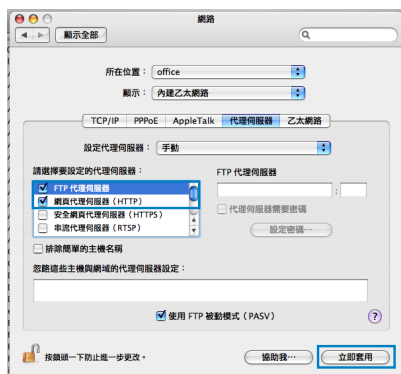 網路
顯示全部
所在位置： office
顯示： 內建乙太網路
TCP/IP PPPoE AppleTalk 代理伺服器 乙太網路
設定代理伺服器： 手動
請選擇要設定的代理伺服器：
FTP 代理伺服器
網頁代理伺服器（HTTP）
安全網頁代理伺服器（HTTPS）
串流代理伺服器（RTSP）
FTP 代理伺服器
:
代理伺服器需要密碼
設定密碼…
排除簡單的主機名稱
忽略這些主機與網域的代理伺服器設定：
使用 FTP 被動模式（PASV）
?
按鎖頭一下防止進一步更改。
協助我…
立即套用